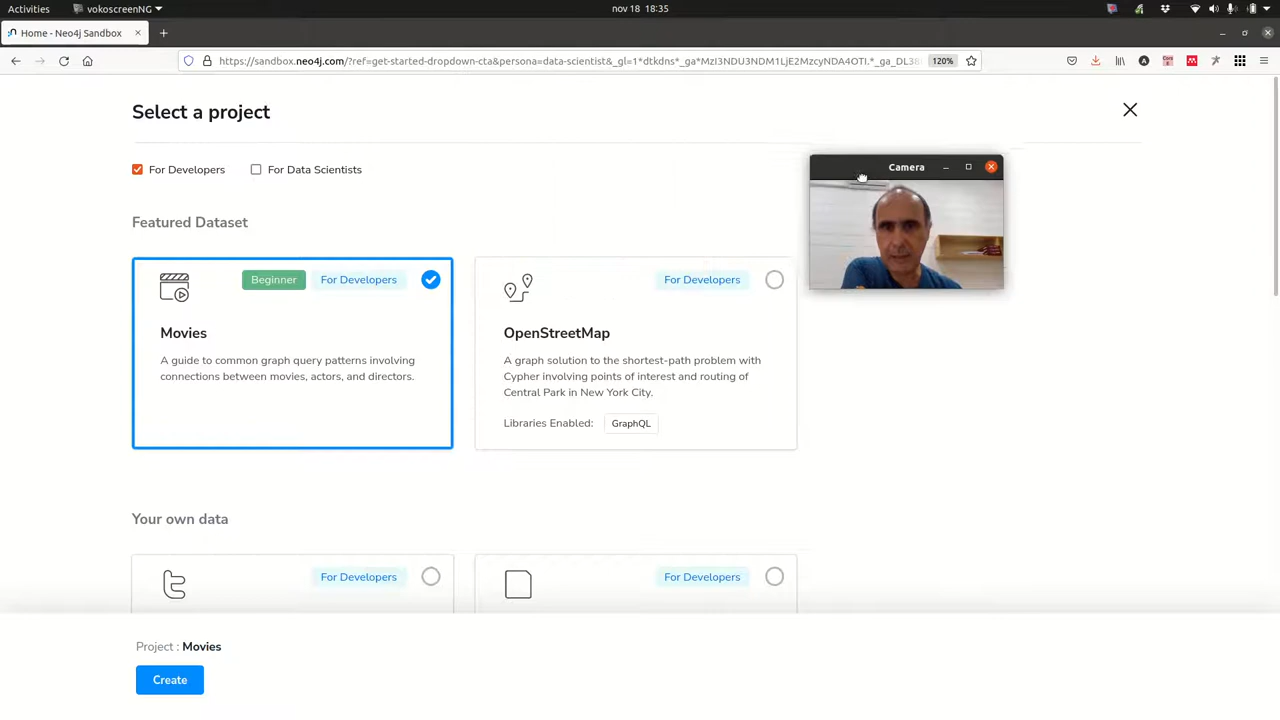 Activities
vokoscreenNG
nov 18 18:35
Home - Neo4j Sandbox
https://sandbox.neo4j.com/?ref=get-started-dropdown-cta&persona=data-scientist&_gl=1*dtkdns*_ga*
120%
Select a project
For Developers
For Data Scientists
Camera
Featured Dataset
Beginner
For Developers
Movies
A guide to common graph query patterns involving
connections between movies, actors, and directors.
For Developers
OpenStreetMap
A graph solution to the shortest-path problem with
Cypher involving points of interest and routing of
Central Park in New York City.
Libraries Enabled: GraphQL
Your own data
For Developers
For Developers
Project : Movies
Create